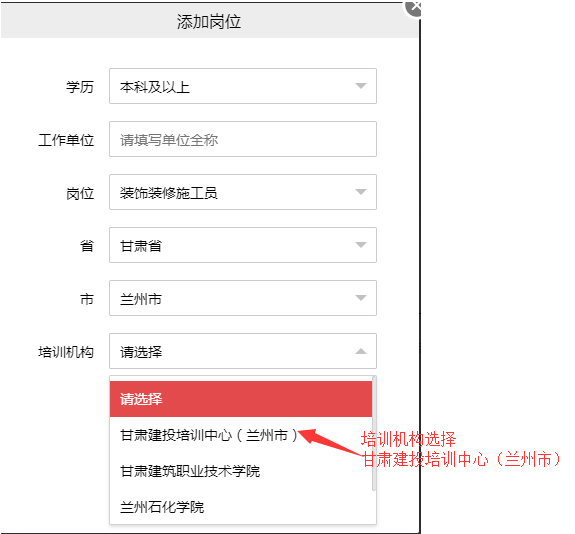 添加岗位
学历 本科及以上
工作单位 请填写单位全称
岗位 装饰装修施工员
省 甘肃省
市 兰州市
培训机构 请选择
请选择
甘肃建投培训中心（兰州市）
甘肃建筑职业技术学院
兰州石化学院
培训机构选择
甘肃建投培训中心（兰州市）